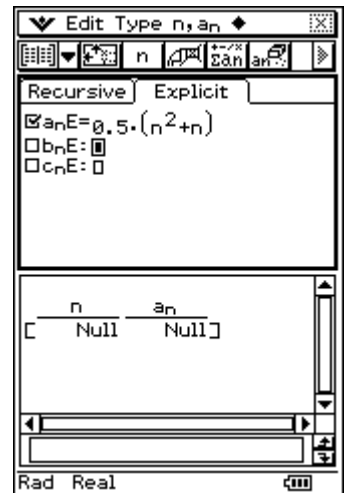 Edit Type n,aₙ
n Σan an
Recursive Explicit
aₙE=0.5·(n²+n)
bₙE:
cₙE:
n aₙ
[ Null Null]
Rad Real